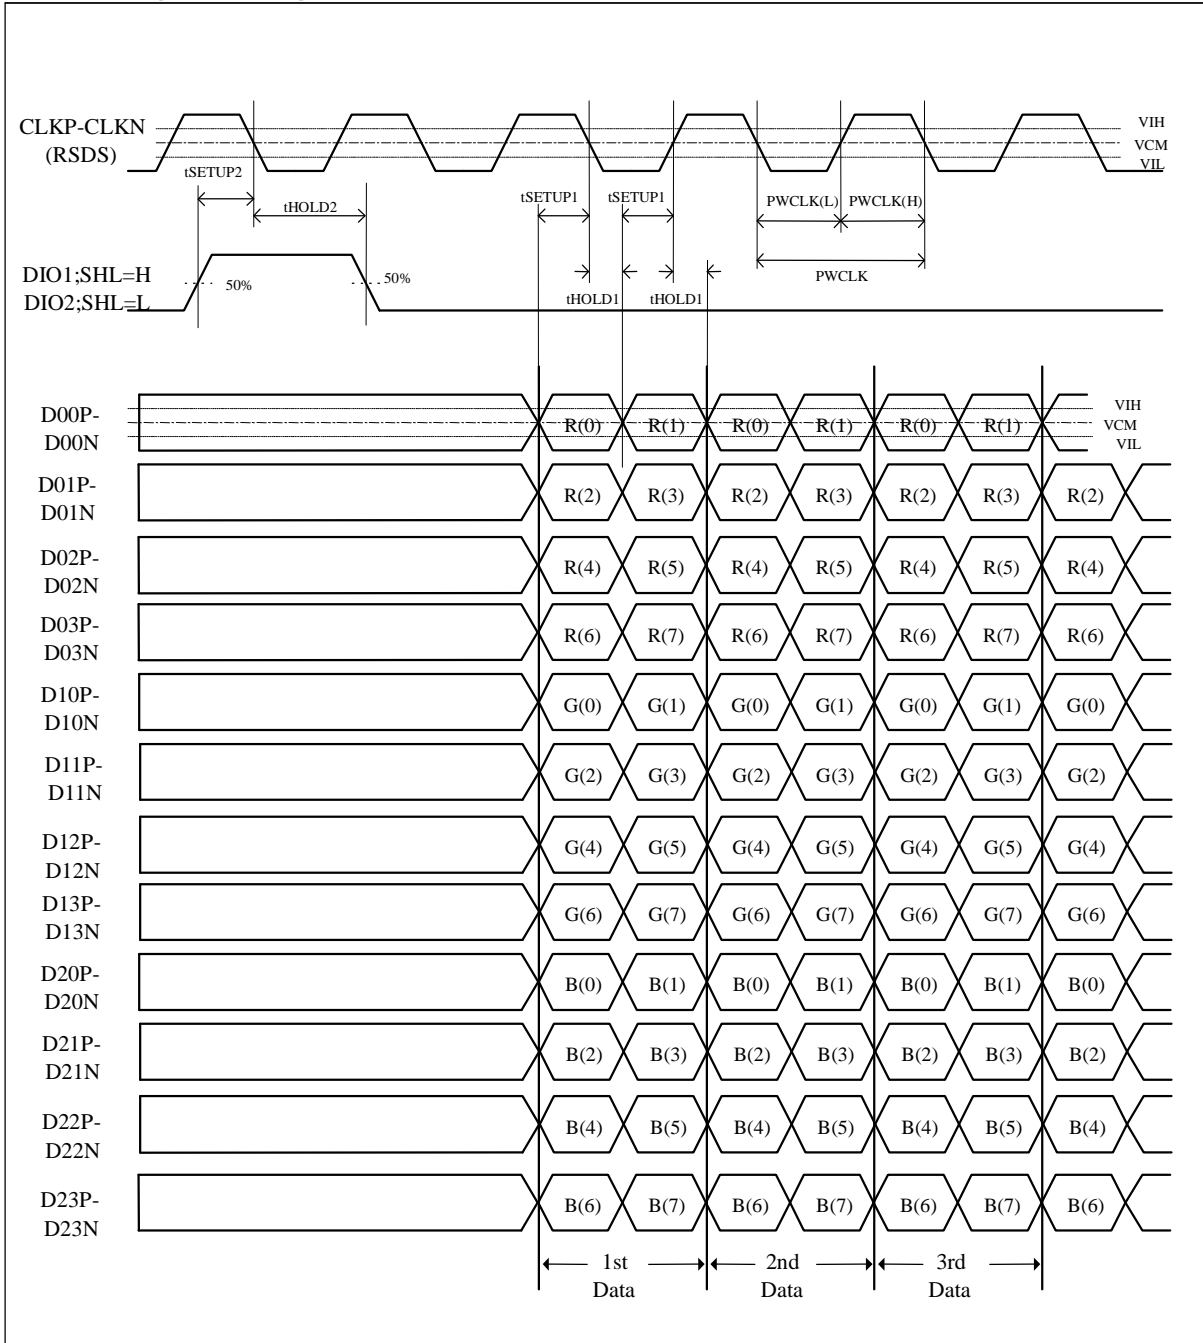 CLKP-CLKN
(RSDS)
VIH
VCM
VIL
tSETUP2
tHOLD2
tSETUP1
tSETUP1
PWCLK(L)
PWCLK(H)
PWCLK
tHOLD1
tHOLD1
DIO1;SHL=H
DIO2;SHL=L
50%
50%
D00P-
D00N
R(0) R(1) R(0) R(1) R(0) R(1)
VIH
VCM
VIL
D01P-
D01N
R(2) R(3) R(2) R(3) R(2) R(3) R(2)
D02P-
D02N
R(4) R(5) R(4) R(5) R(4) R(5) R(4)
D03P-
D03N
R(6) R(7) R(6) R(7) R(6) R(7) R(6)
D10P-
D10N
G(0) G(1) G(0) G(1) G(0) G(1) G(0)
D11P-
D11N
G(2) G(3) G(2) G(3) G(2) G(3) G(2)
D12P-
D12N
G(4) G(5) G(4) G(5) G(4) G(5) G(4)
D13P-
D13N
G(6) G(7) G(6) G(7) G(6) G(7) G(6)
D20P-
D20N
B(0) B(1) B(0) B(1) B(0) B(1) B(0)
D21P-
D21N
B(2) B(3) B(2) B(3) B(2) B(3) B(2)
D22P-
D22N
B(4) B(5) B(4) B(5) B(4) B(5) B(4)
D23P-
D23N
B(6) B(7) B(6) B(7) B(6) B(7) B(6)
1st
Data
2nd
Data
3rd
Data